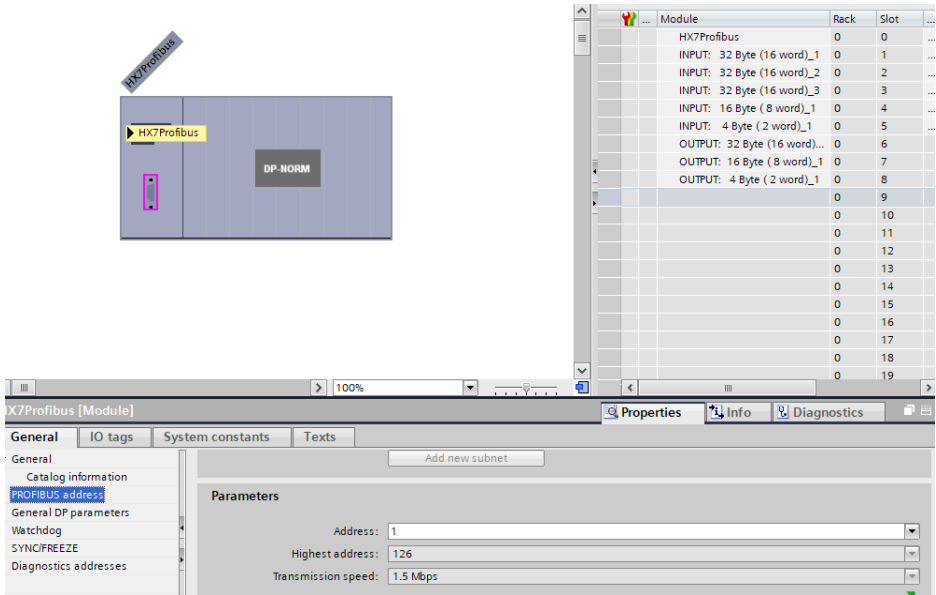 HX7Profibus
HX7Profibus
DP-NORM
100%
... Module Rack Slot ...
HX7Profibus 0 0
INPUT: 32 Byte (16 word)_1 0 1 ...
INPUT: 32 Byte (16 word)_2 0 2 ...
INPUT: 32 Byte (16 word)_3 0 3 ...
INPUT: 16 Byte ( 8 word)_1 0 4 ...
INPUT: 4 Byte ( 2 word)_1 0 5 ...
OUTPUT: 32 Byte (16 word)... 0 6
OUTPUT: 16 Byte ( 8 word)_1 0 7
OUTPUT: 4 Byte ( 2 word)_1 0 8
0 9
0 10
0 11
0 12
0 13
0 14
0 15
0 16
0 17
0 18
0 19
HX7Profibus [Module]
Properties Info Diagnostics
General IO tags System constants Texts
General
Catalog information
PROFIBUS address
General DP parameters
Watchdog
SYNC/FREEZE
Diagnostics addresses
Add new subnet
Parameters
Address: 1
Highest address: 126
Transmission speed: 1.5 Mbps